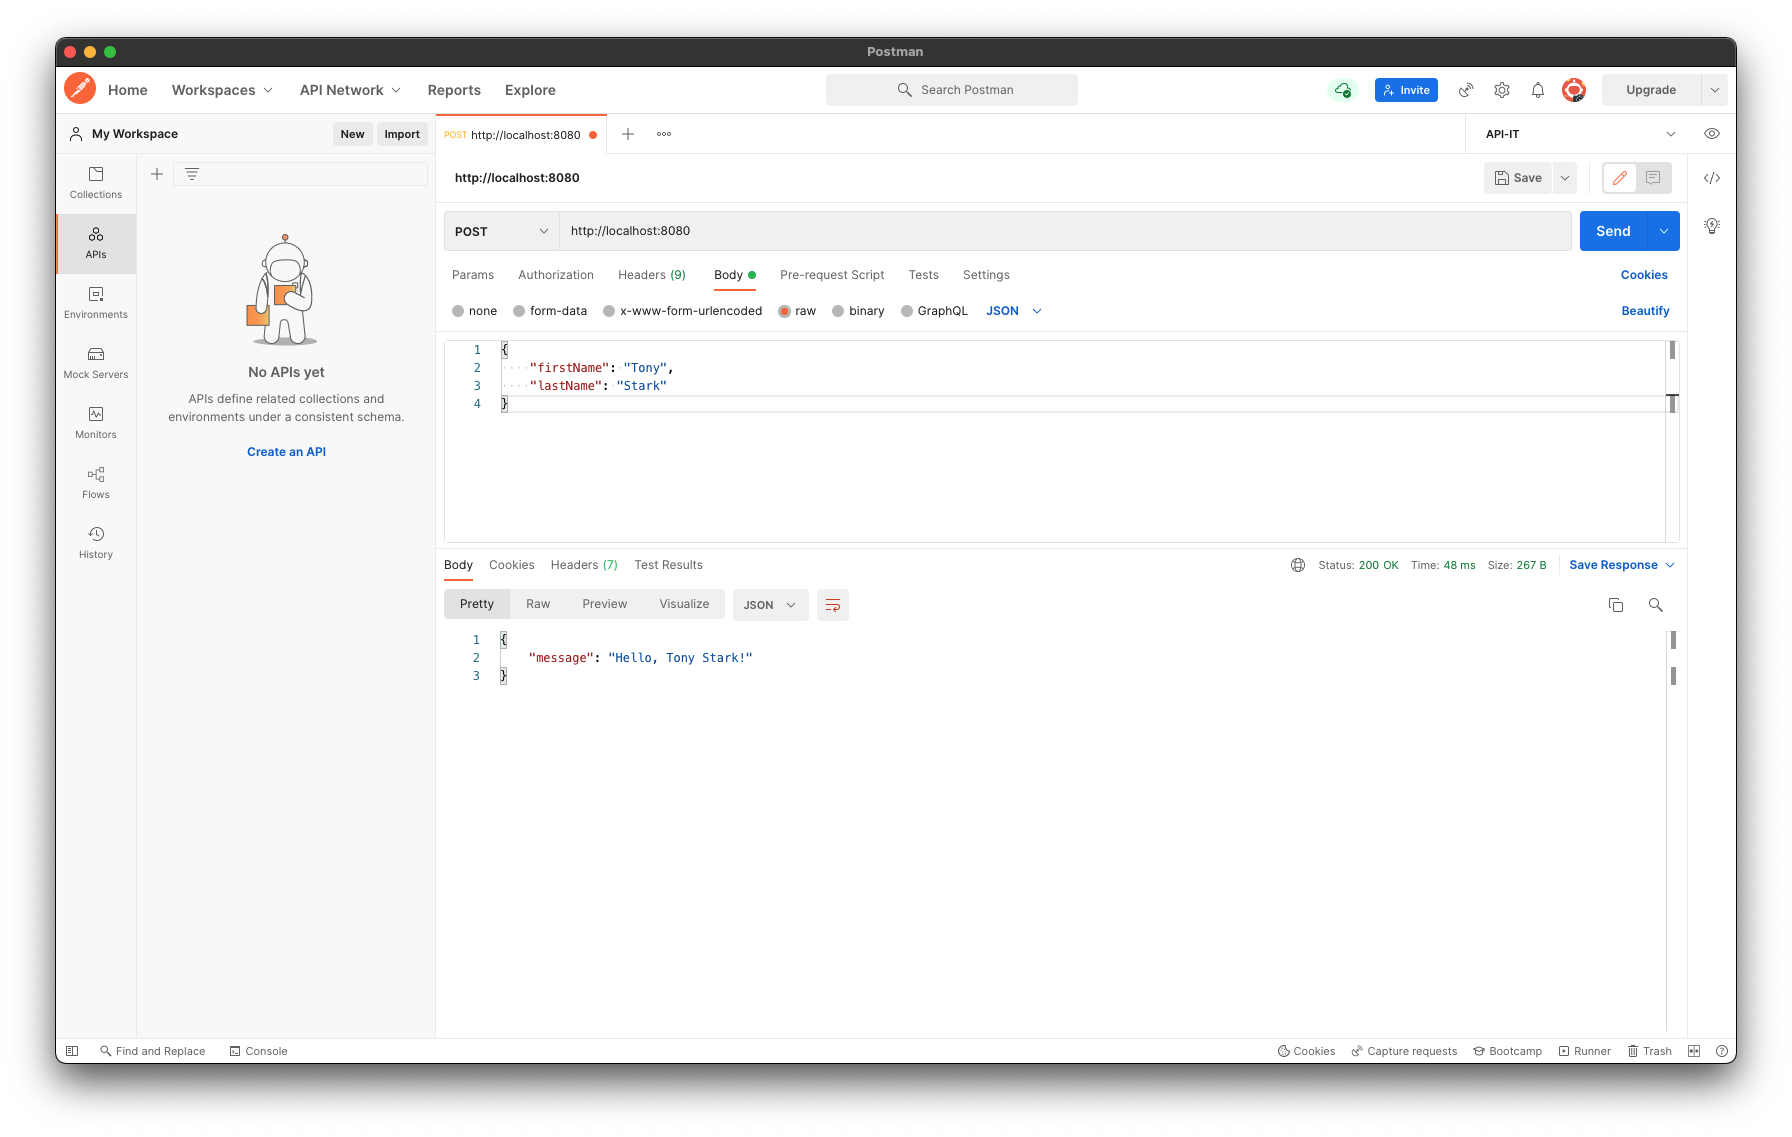 Postman
Home Workspaces API Network Reports Explore Search Postman Invite Upgrade
My Workspace New Import POST http://localhost:8080 API-IT
Collections
APIs
Environments
Mock Servers
Monitors
Flows
History
No APIs yet
APIs define related collections and
environments under a consistent schema.
Create an API
http://localhost:8080 Save
POST http://localhost:8080 Send
Params Authorization Headers (9) Body Pre-request Script Tests Settings Cookies
none form-data x-www-form-urlencoded raw binary GraphQL JSON Beautify
1 {
2 "firstName": "Tony",
3 "lastName": "Stark"
4 }
Body Cookies Headers (7) Test Results Status: 200 OK Time: 48 ms Size: 267 B Save Response
Pretty Raw Preview Visualize JSON
1 {
2 "message": "Hello, Tony Stark!"
3 }
Find and Replace Console Cookies Capture requests Bootcamp Runner Trash